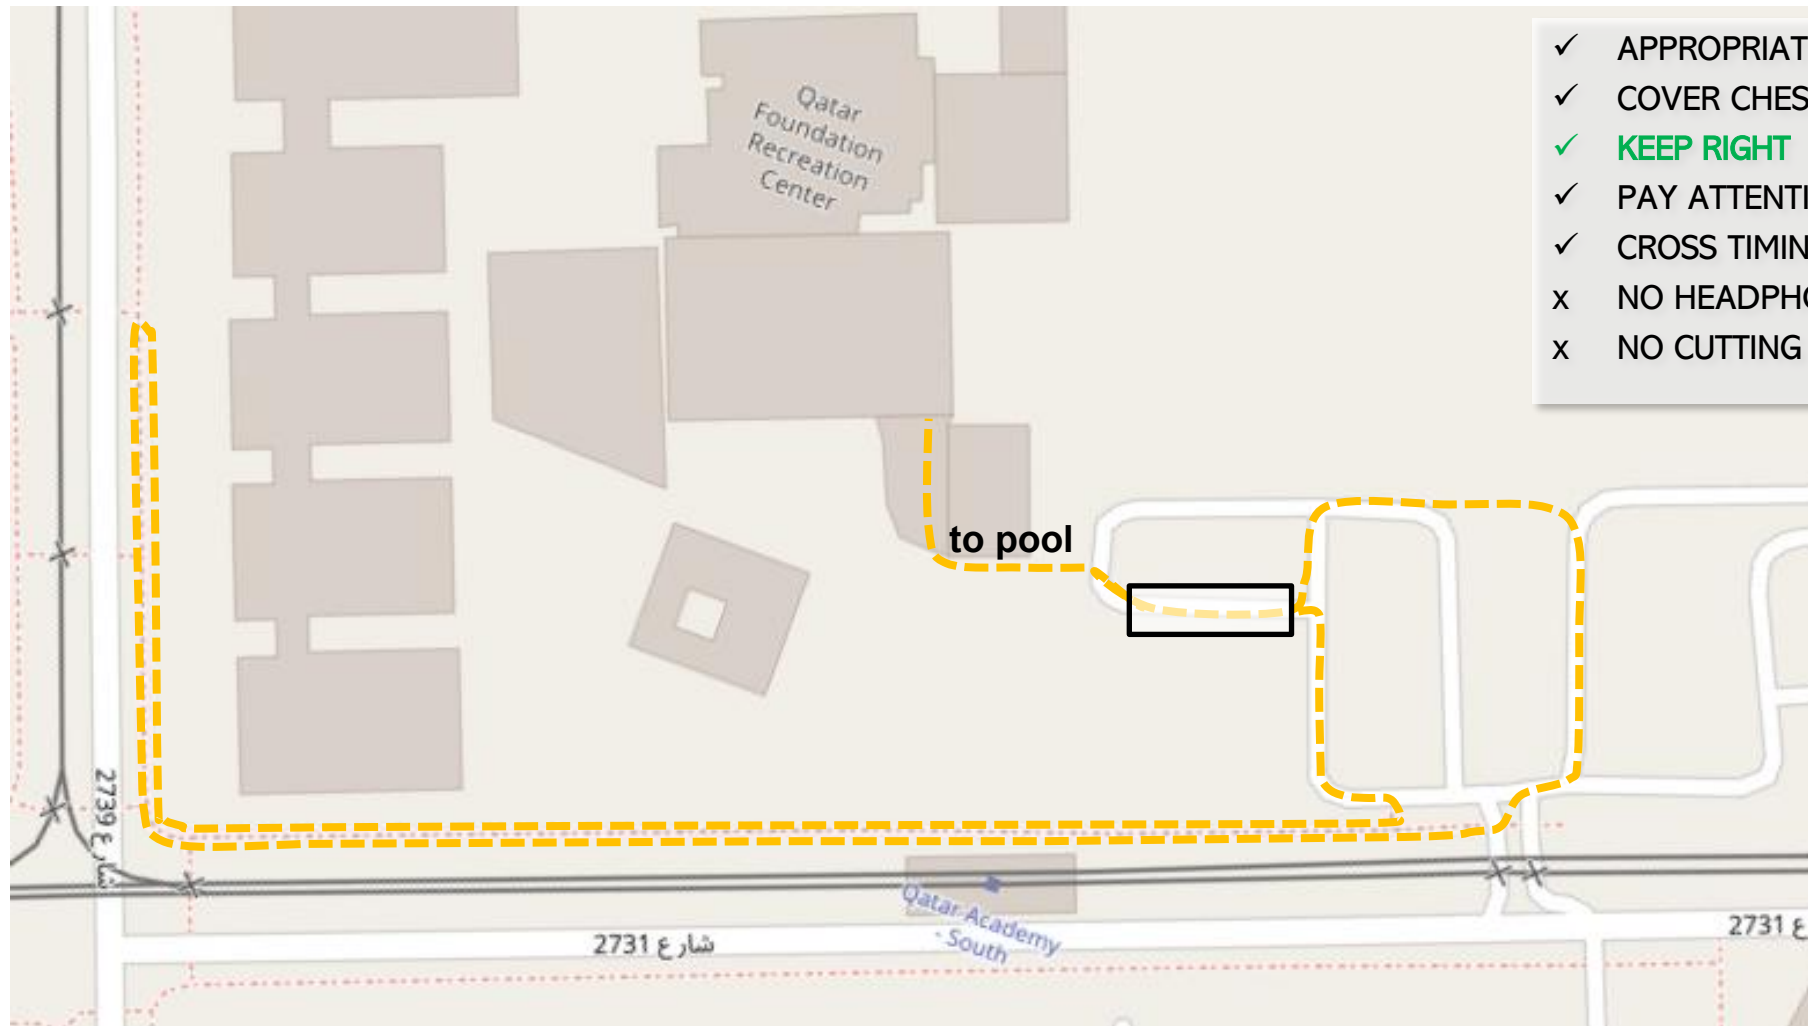 ✓ APPROPRIAT
✓ COVER CHES
✓ KEEP RIGHT
✓ PAY ATTENTI
✓ CROSS TIMIN
x NO HEADPHO
x NO CUTTING
Qatar
Foundation
Recreation
Center
to pool
شارع 2739
Qatar Academy
- South
شارع 2731
2731 ع